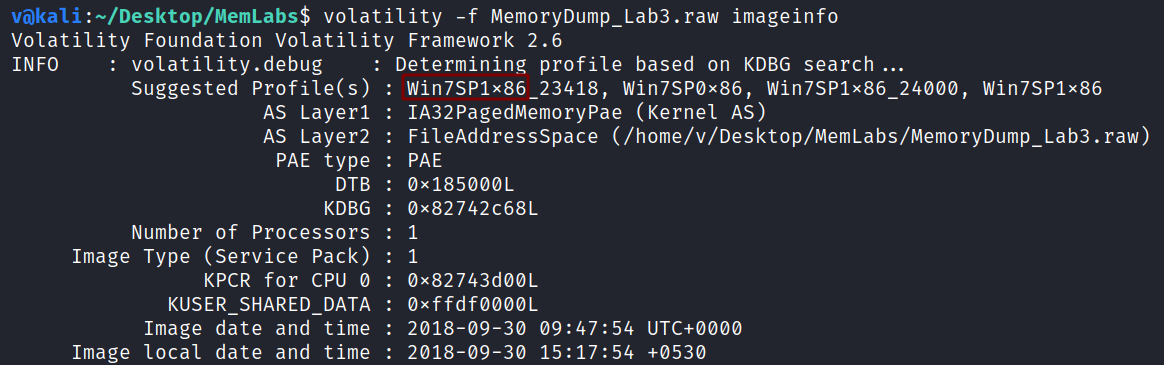 v@kali:~/Desktop/MemLabs$ volatility -f MemoryDump_Lab3.raw imageinfo
Volatility Foundation Volatility Framework 2.6
INFO    : volatility.debug    : Determining profile based on KDBG search...
Suggested Profile(s) : Win7SP1x86_23418, Win7SP0x86, Win7SP1x86_24000, Win7SP1x86
AS Layer1 : IA32PagedMemoryPae (Kernel AS)
AS Layer2 : FileAddressSpace (/home/v/Desktop/MemLabs/MemoryDump_Lab3.raw)
PAE type : PAE
DTB : 0x185000L
KDBG : 0x82742c68L
Number of Processors : 1
Image Type (Service Pack) : 1
KPCR for CPU 0 : 0x82743d00L
KUSER_SHARED_DATA : 0xffdf0000L
Image date and time : 2018-09-30 09:47:54 UTC+0000
Image local date and time : 2018-09-30 15:17:54 +0530